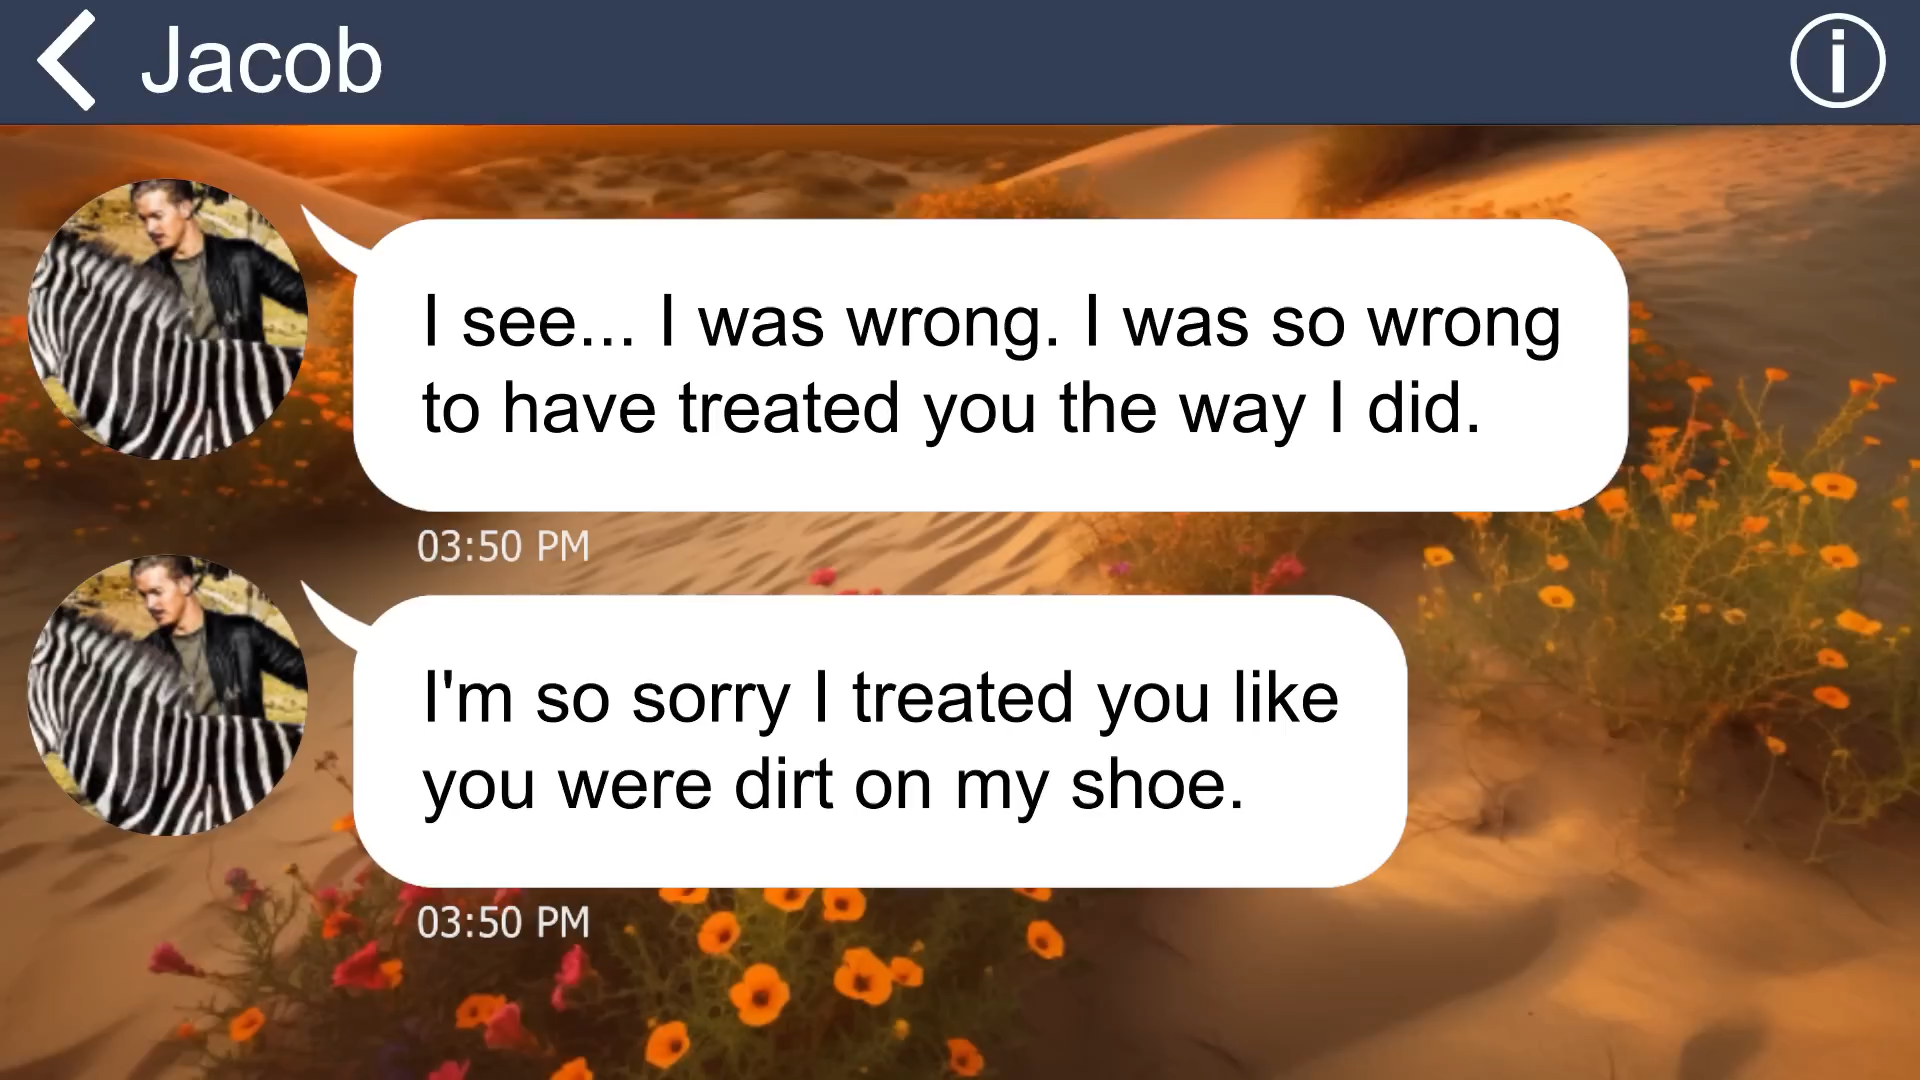 Jacob
I see... I was wrong. I was so wrong
to have treated you the way I did.
03:50 PM
I'm so sorry I treated you like
you were dirt on my shoe.
03:50 PM